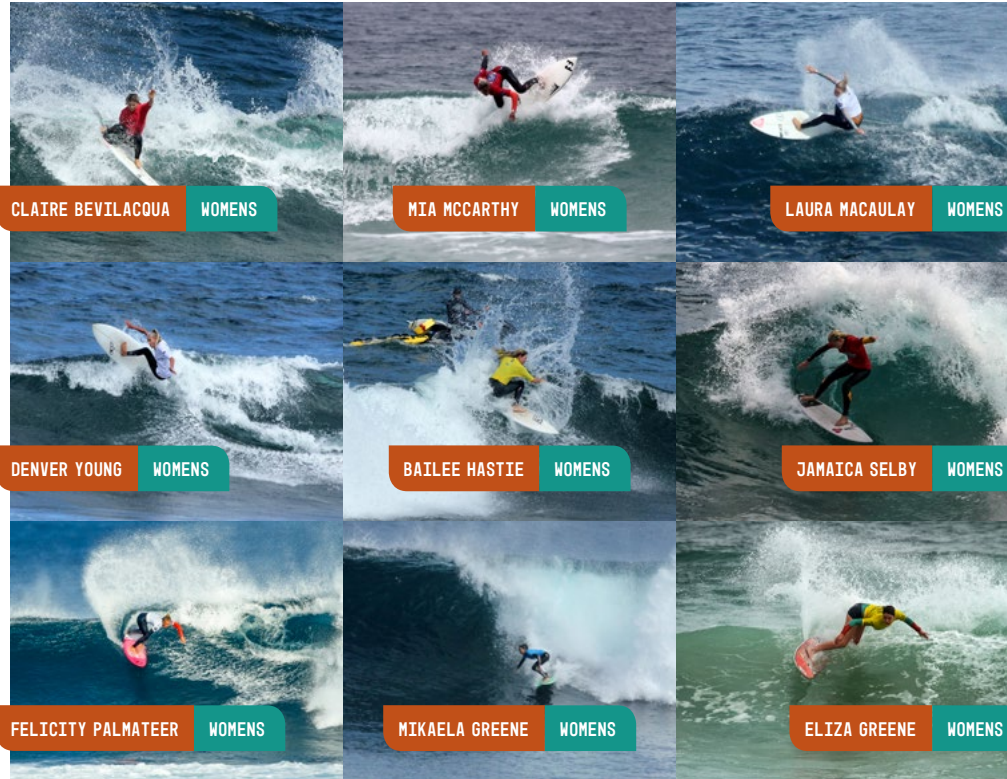 CLAIRE BEVILACQUA WOMENS
MIA MCCARTHY WOMENS
LAURA MACAULAY WOMENS
DENVER YOUNG WOMENS
BAILEE HASTIE WOMENS
JAMAICA SELBY WOMENS
FELICITY PALMATEER WOMENS
MIKAELA GREENE WOMENS
ELIZA GREENE WOMENS